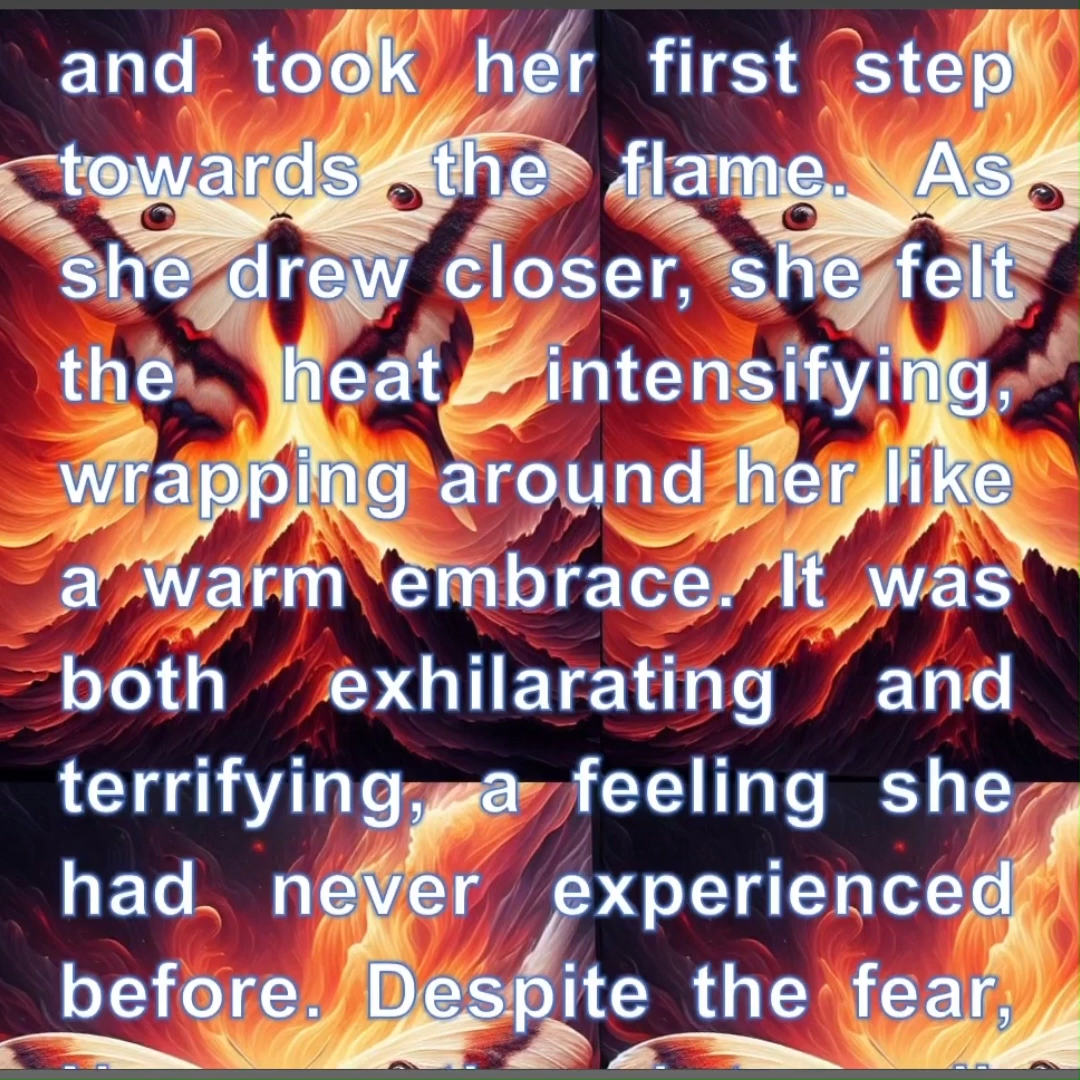 and took her first step
towards the flame. As
she drew closer, she felt
the heat intensifying,
wrapping around her like
a warm embrace. It was
both exhilarating and
terrifying, a feeling she
had never experienced
before. Despite the fear,